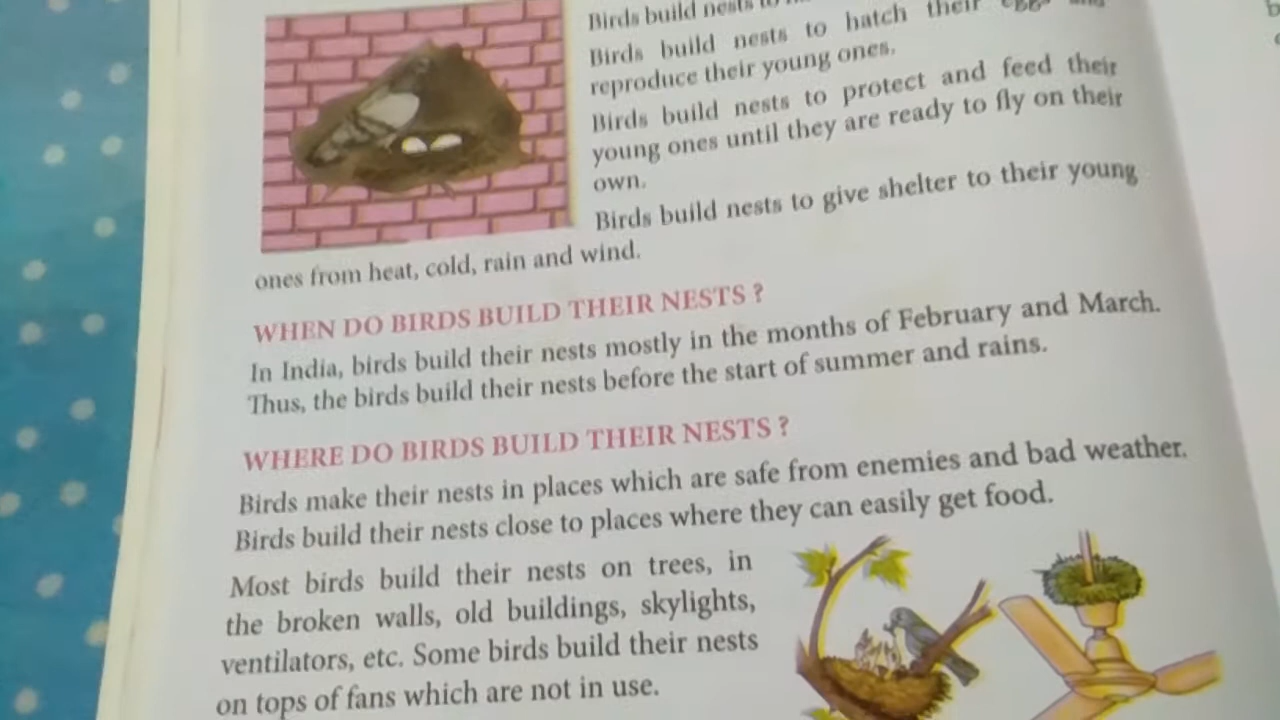 Birds build nests to
Birds build nests to hatch their eggs and
reproduce their young ones.
Birds build nests to protect and feed their
young ones until they are ready to fly on their
own.
Birds build nests to give shelter to their young
ones from heat, cold, rain and wind.
WHEN DO BIRDS BUILD THEIR NESTS ?
In India, birds build their nests mostly in the months of February and March.
Thus, the birds build their nests before the start of summer and rains.
WHERE DO BIRDS BUILD THEIR NESTS ?
Birds make their nests in places which are safe from enemies and bad weather.
Birds build their nests close to places where they can easily get food.
Most birds build their nests on trees, in
the broken walls, old buildings, skylights,
ventilators, etc. Some birds build their nests
on tops of fans which are not in use.